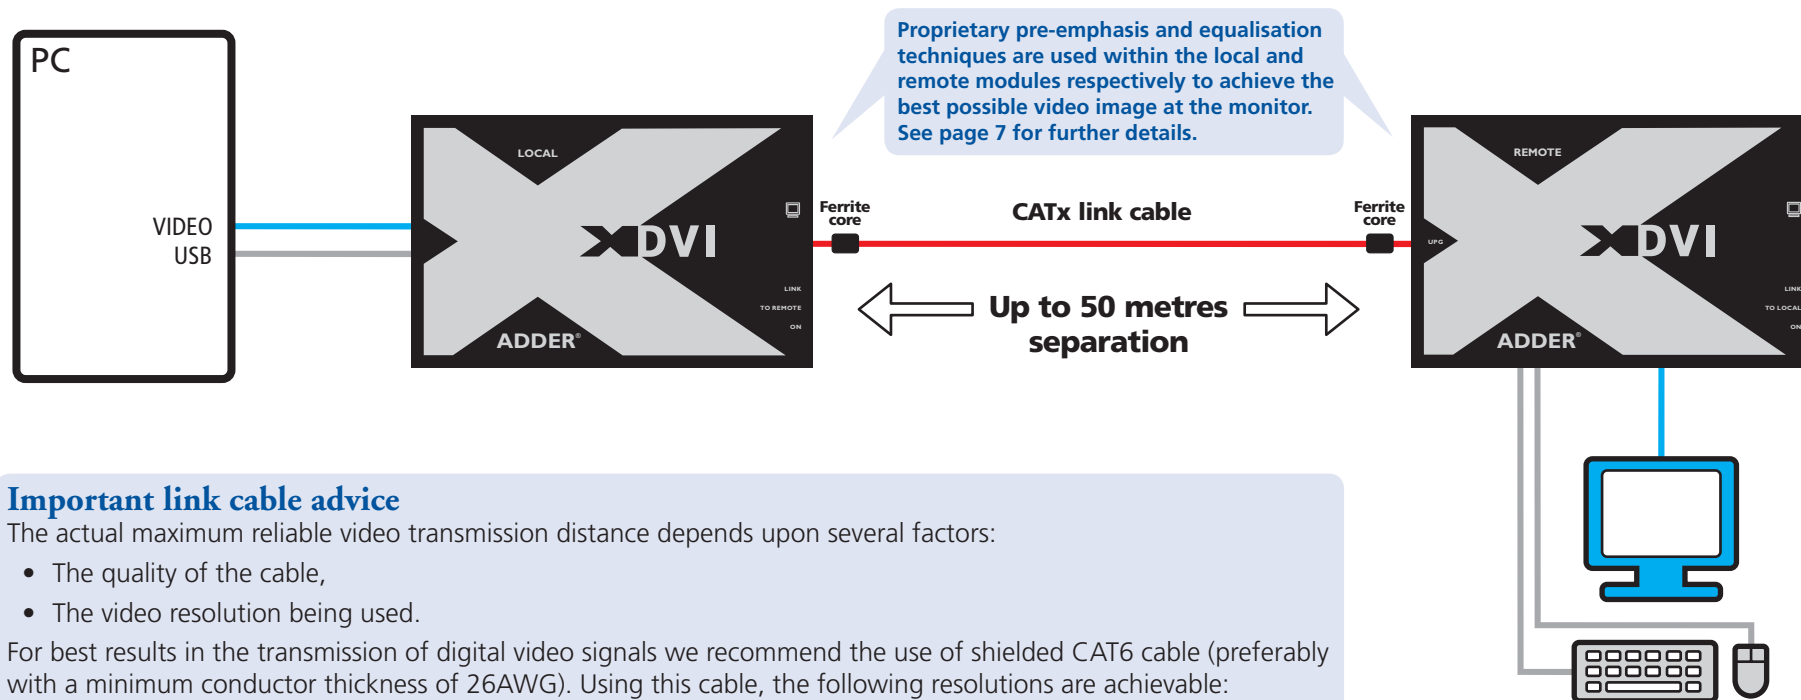 PC
VIDEO
USB
LOCAL
XDVI
LINK
TO REMOTE
ON
ADDER®
Proprietary pre-emphasis and equalisation
techniques are used within the local and
remote modules respectively to achieve the
best possible video image at the monitor.
See page 7 for further details.
Ferrite
core
CATx link cable
Ferrite
core
Up to 50 metres
separation
REMOTE
UPG
XDVI
LINK
TO LOCAL
ON
ADDER®
Important link cable advice
The actual maximum reliable video transmission distance depends upon several factors:
• The quality of the cable,
• The video resolution being used.
For best results in the transmission of digital video signals we recommend the use of shielded CAT6 cable (preferably
with a minimum conductor thickness of 26AWG). Using this cable, the following resolutions are achievable: